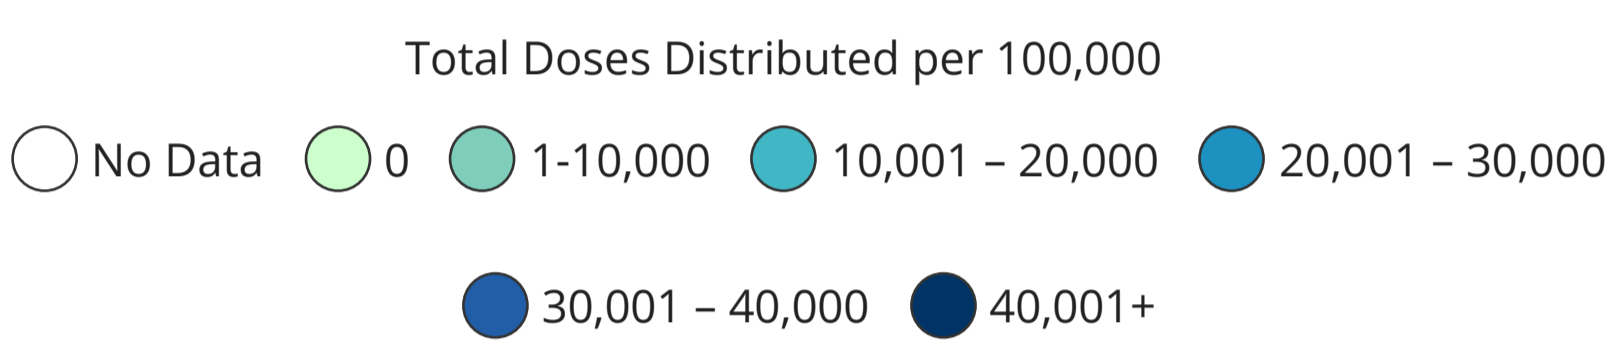 Total Doses Distributed per 100,000
No Data 0 1-10,000 10,001 – 20,000 20,001 – 30,000
30,001 – 40,000 40,001+